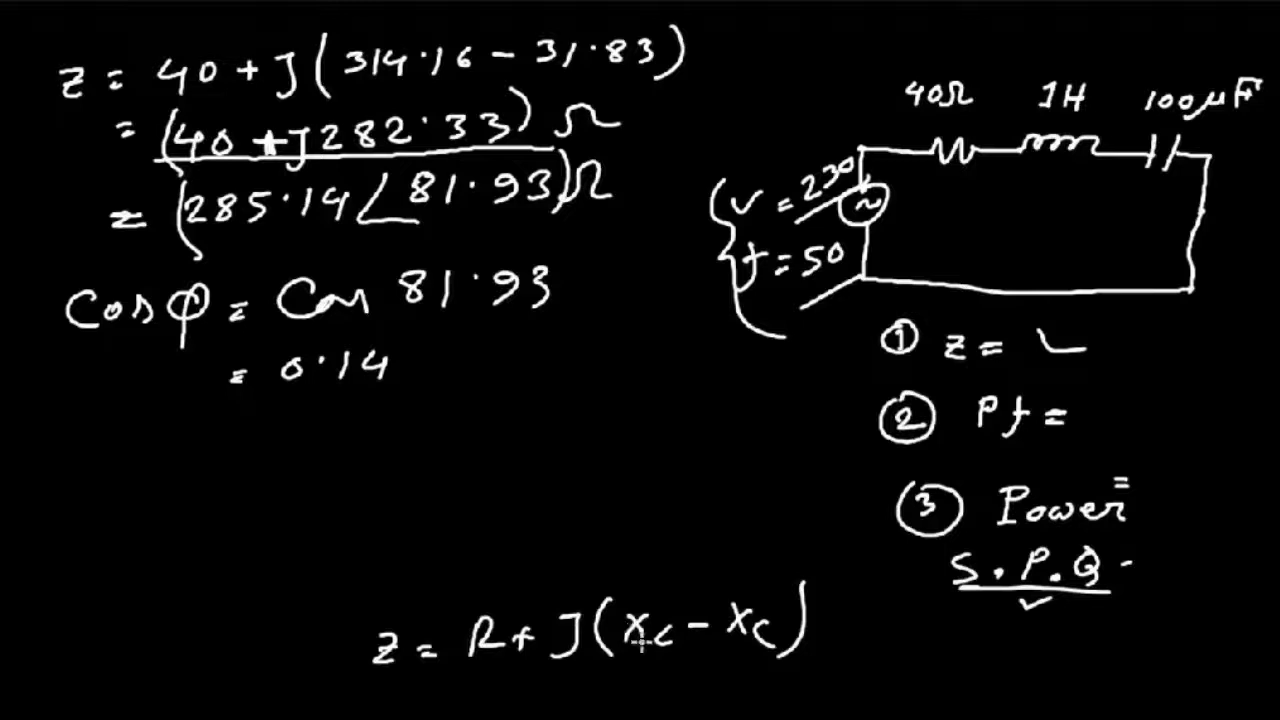 z = 40 + J(314.16 - 31.83)
= (40 + J282.33) Ω
= (285.14∠81.93) Ω
Cos φ = Cos 81.93
= 0.14
40Ω 1H 100μF
V = 230
f = 50
① z =
② Pf =
③ Power =
S . P . Q -
z = R + J(XL - XC)